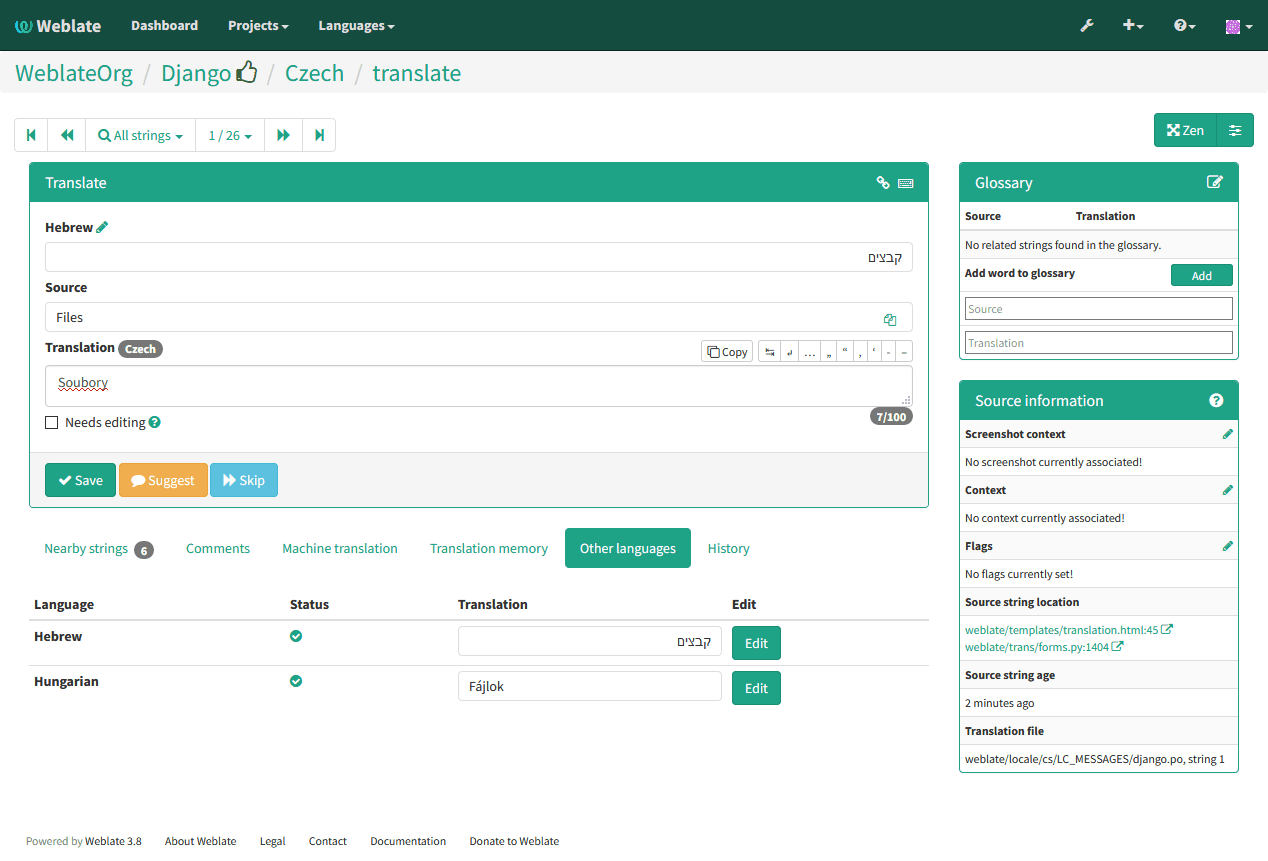 Weblate Dashboard Projects Languages
WeblateOrg / Django / Czech / translate
All strings 1 / 26 Zen
Translate
Hebrew
קבצים
Source
Files
Translation Czech Copy … „ “ ‚ ‘ - –
Soubory
Needs editing
7/100
Save Suggest Skip
Nearby strings 6 Comments Machine translation Translation memory Other languages History
Language Status Translation Edit
Hebrew קבצים Edit
Hungarian Fájlok Edit
Glossary
Source Translation
No related strings found in the glossary.
Add word to glossary Add
Source
Translation
Source information
Screenshot context
No screenshot currently associated!
Context
No context currently associated!
Flags
No flags currently set!
Source string location
weblate/templates/translation.html:45
weblate/trans/forms.py:1404
Source string age
2 minutes ago
Translation file
weblate/locale/cs/LC_MESSAGES/django.po, string 1
Powered by Weblate 3.8 About Weblate Legal Contact Documentation Donate to Weblate